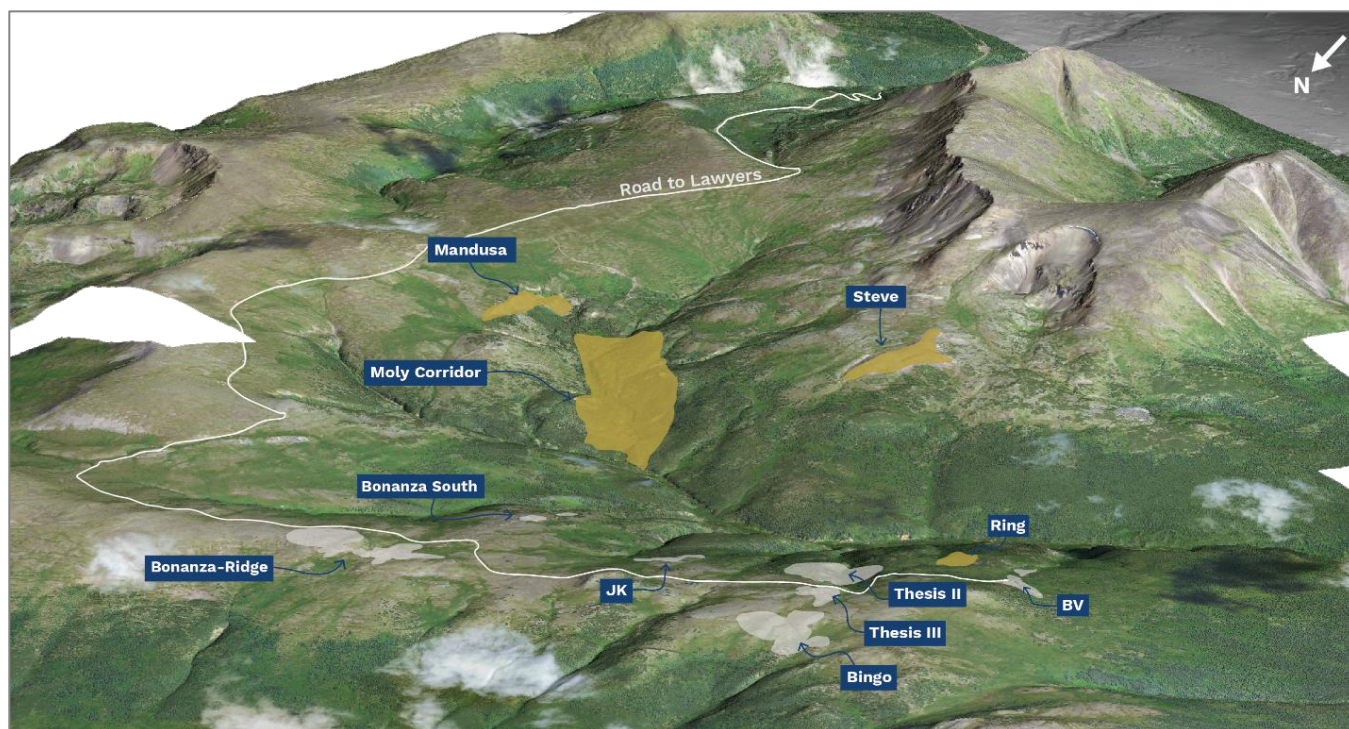 N
Road to Lawyers
Mandusa
Steve
Moly Corridor
Bonanza South
Ring
Bonanza-Ridge
JK
Thesis II
BV
Thesis III
Bingo